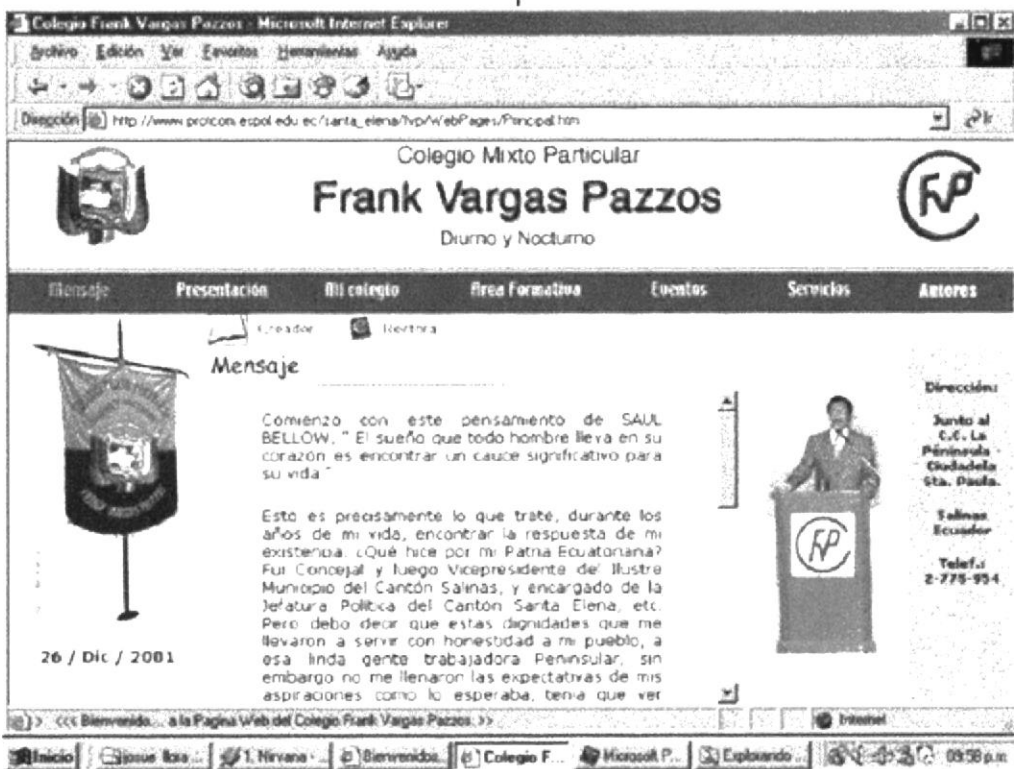 Colegio Frank Vargas Pazzos - Microsoft Internet Explorer
Archivo Edición Ver Favoritos Herramientas Ayuda
Dirección http://www.protcom.espol.edu.ec/santa_elena/fvp/WebPages/Principal.htm Ir
Colegio Mixto Particular
Frank Vargas Pazzos
Diurno y Nocturno
FVP
Mensaje Presentación Mi colegio Area Formativa Eventos Servicios Autores
Creador Rectora
Mensaje
Comienzo con este pensamiento de SAUL
BELLOW. " El sueño que todo hombre lleva en su
corazón es encontrar un cauce significativo para
su vida "
Esto es precisamente lo que traté, durante los
años de mi vida, encontrar la respuesta de mi
existencia. ¿Qué hice por mi Patria Ecuatoriana?
Fui Concejal y luego Vicepresidente del Ilustre
Municipio del Cantón Salinas, y encargado de la
Jefatura Política del Cantón Santa Elena, etc.
Pero debo decir que estas dignidades que me
llevaron a servir con honestidad a mi pueblo, a
esa linda gente trabajadora Peninsular, sin
embargo no me llenaron las expectativas de mis
aspiraciones como lo esperaba, tenía que ver
FVP
Dirección:
Junto al
C.C. La
Península -
Ciudadela
Sta. Paula.
Salinas
Ecuador
Telef.:
2-775-954
26 / Dic / 2001
>> <<< Bienvenido... a la Pagina Web del Colegio Frank Vargas Pazzos. >> Internet
Inicio josue flora ... 1. Nirvana - ... Bienvenidos... Colegio F... Microsoft P... Explorando ... 09:58 p.m.